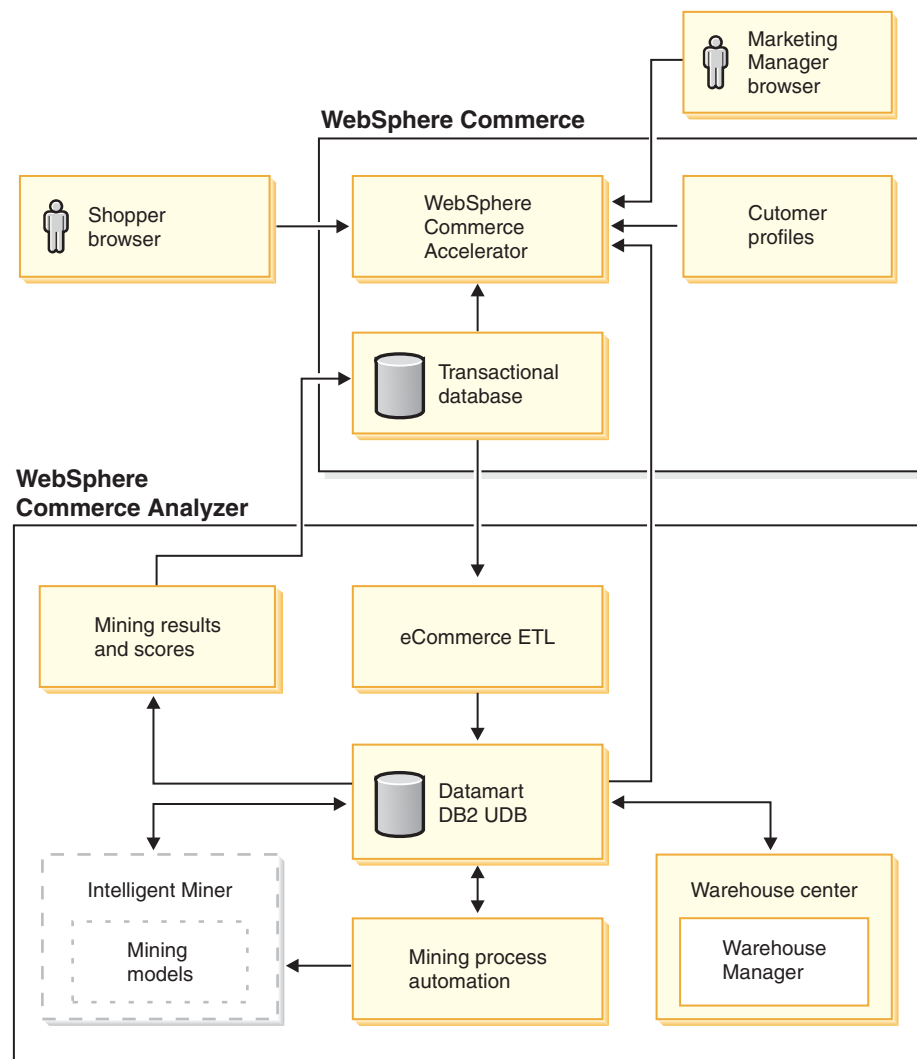 Marketing
Manager
browser
WebSphere Commerce
Shopper
browser
WebSphere
Commerce
Accelerator
Cutomer
profiles
Transactional
database
WebSphere
Commerce Analyzer
Mining results
and scores
eCommerce ETL
Datamart
DB2 UDB
Intelligent Miner
Mining
models
Mining process
automation
Warehouse center
Warehouse
Manager